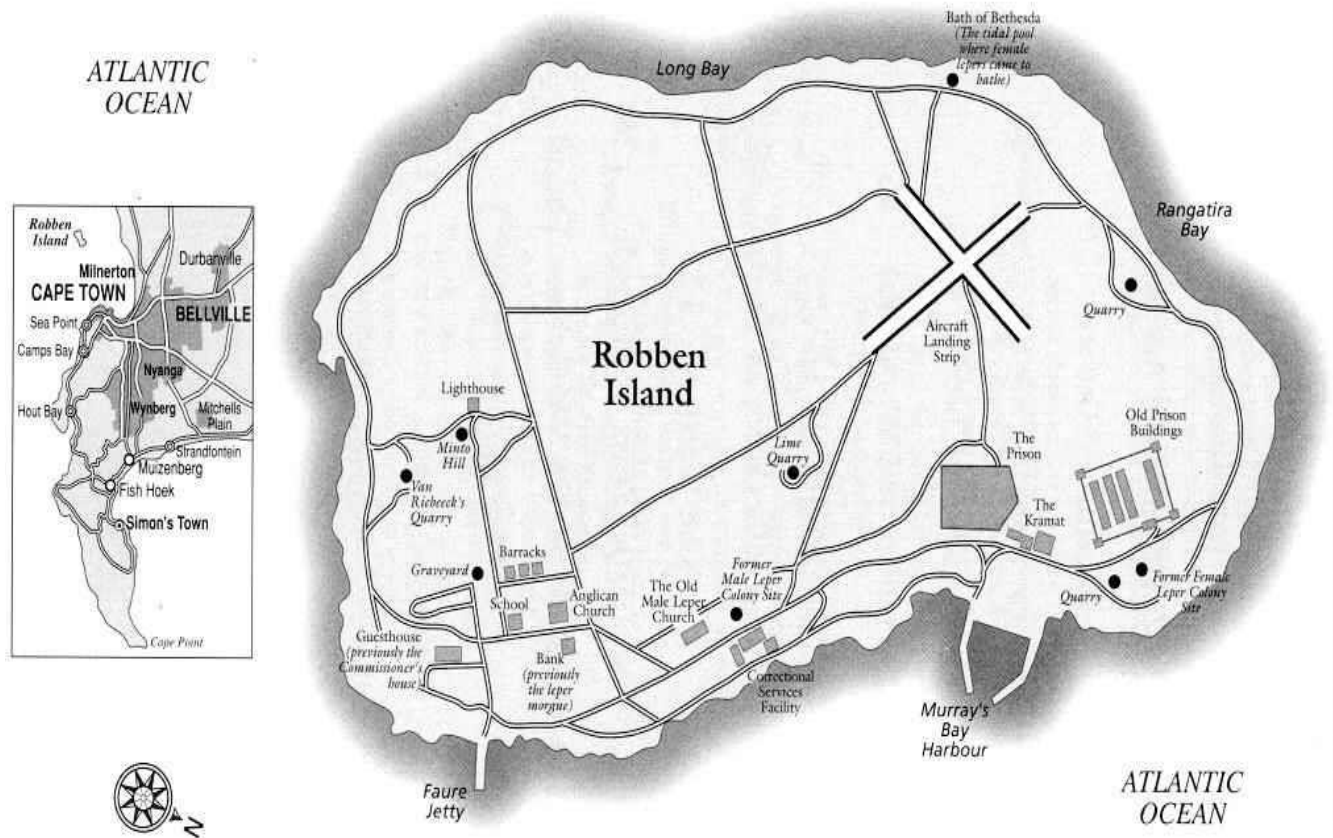 ATLANTIC
OCEAN
Long Bay
Bath of Bethesda
(The tidal pool
where female
lepers came to
bathe)
Rangatira
Bay
Quarry
Aircraft
Landing
Strip
Robben
Island
Lighthouse
Minto
Hill
Van
Riebeeck's
Quarry
Lime
Quarry
The
Prison
Old Prison
Buildings
The
Kramat
Graveyard
Barracks
School
Anglican
Church
The Old
Male Leper
Church
Former
Male Leper
Colony Site
Quarry
Former Female
Leper Colony
Site
Guesthouse
(previously the
Commissioner's
house)
Bank
(previously
the leper
morgue)
Correctional
Services
Facility
Murray's
Bay
Harbour
Faure
Jetty
ATLANTIC
OCEAN
N
Robben
Island
Milnerton
Durbanville
CAPE TOWN
BELLVILLE
Sea Point
Camps Bay
Nyanga
Hout Bay
Wynberg
Mitchells
Plain
Strandfontein
Muizenberg
Fish Hoek
Simon's Town
Cape Point